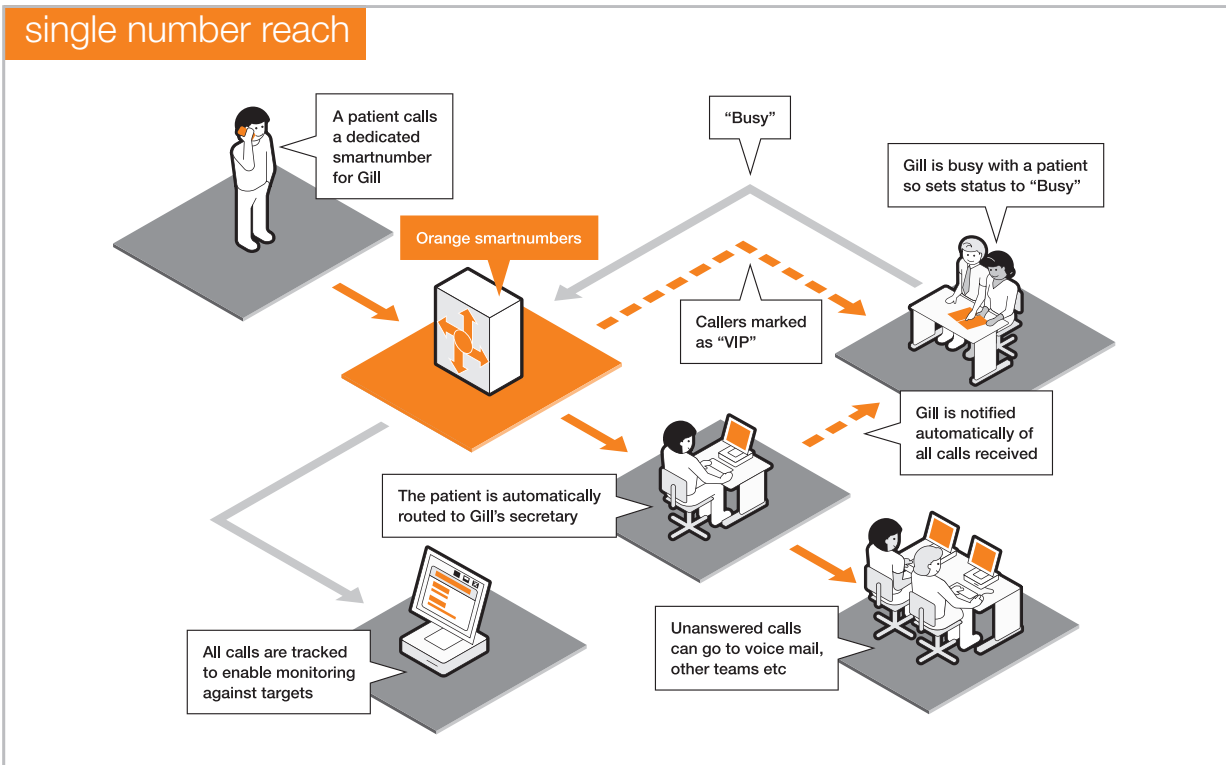 single number reach
A patient calls
a dedicated
smartnumber
for Gill
“Busy”
Gill is busy with a patient
so sets status to “Busy”
Orange smartnumbers
Callers marked
as “VIP”
Gill is notified
automatically of
all calls received
The patient is automatically
routed to Gill’s secretary
All calls are tracked
to enable monitoring
against targets
Unanswered calls
can go to voice mail,
other teams etc